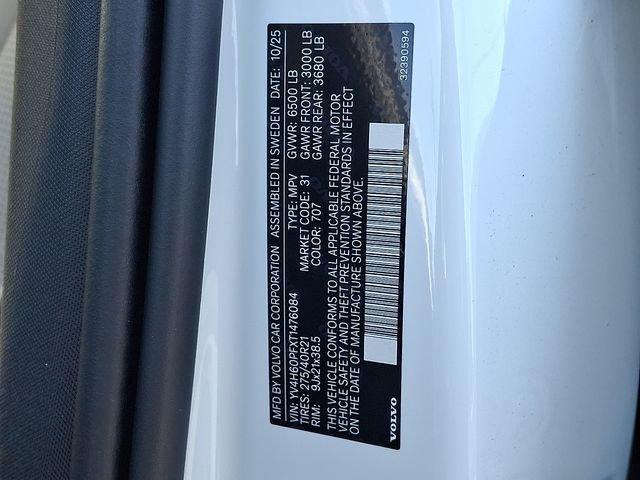 MFD BY VOLVO CAR CORPORATION ASSEMBLED IN SWEDEN DATE: 10/25
VIN: YV4H60PFXT1476084 TYPE: MPV GVWR: 6500 LB
TIRES: 275/40R21 MARKET CODE: 31 GAWR FRONT: 3000 LB
RIM: 9Jx21x38.5 COLOR: 707 GAWR REAR: 3680 LB
THIS VEHICLE CONFORMS TO ALL APPLICABLE FEDERAL MOTOR
VEHICLE SAFETY AND THEFT PREVENTION STANDARDS IN EFFECT
ON THE DATE OF MANUFACTURE SHOWN ABOVE.
VOLVO 32390594